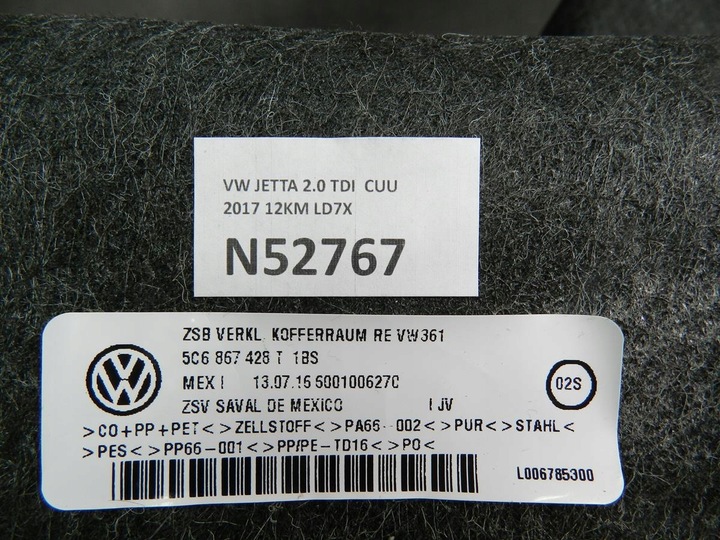 VW JETTA 2.0 TDI CUU
2017 12KM LD7X
N52767
ZSB VERKL. KOFFERRAUM RE VW361
5C6 867 428 T 1BS
MEX I 13.07.16 600100627C
02S
ZSV SAVAL DE MEXICO I JV
>CO+PP+PET<>ZELLSTOFF<>PA66-002<>PUR<>STAHL<
>PES<>PP66-001<>PP/PE-TD16<>PO<
L006785300